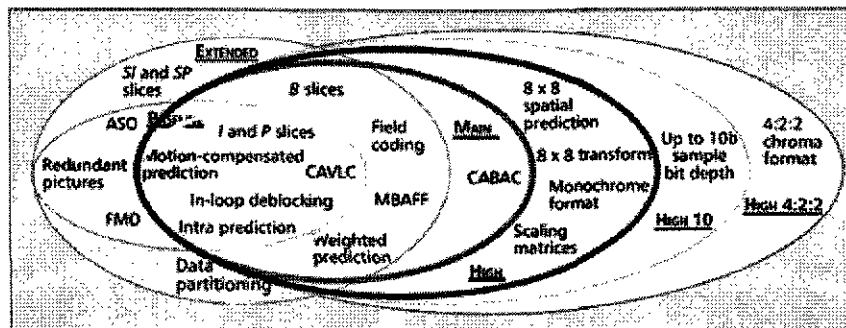 EXTENDED
SI and SP
slices
B slices
8 x 8
spatial
prediction
ASO
I and P slices
Field
coding
MAIN
Up to 10b
sample
bit depth
4:2:2
chroma
format
Redundant
pictures
Motion-compensated
prediction
CAVLC
CABAC
8 x 8 transform
Monochrome
format
In-loop deblocking
MBAFF
FMO
Intra prediction
Weighted
prediction
Scaling
matrices
HIGH 10
HIGH 4:2:2
Data
partitioning
HIGH